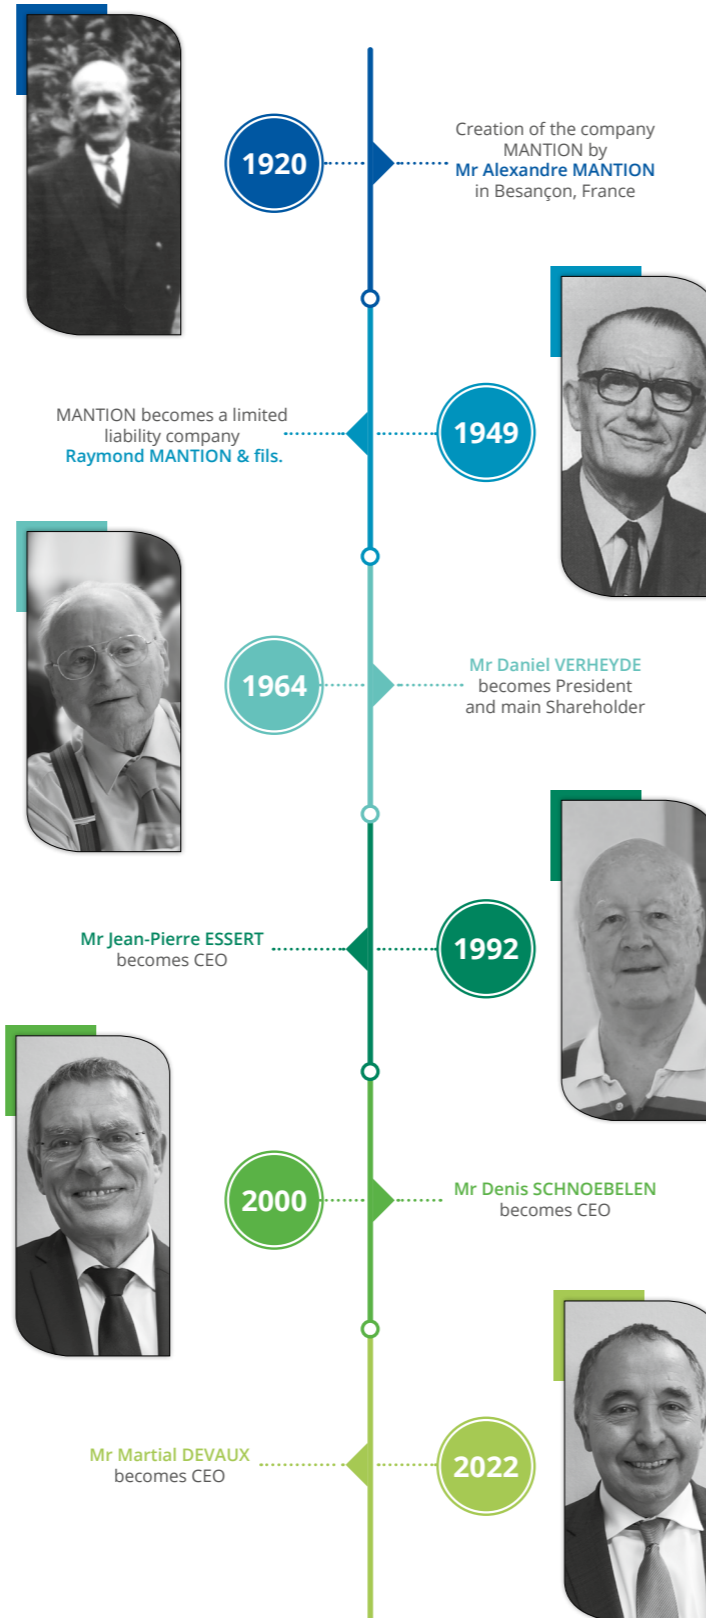 1920
Creation of the company
MANTION by
Mr Alexandre MANTION
in Besançon, France
MANTION becomes a limited
liability company
Raymond MANTION & fils.
1949
1964
Mr Daniel VERHEYDE
becomes President
and main Shareholder
Mr Jean-Pierre ESSERT
becomes CEO
1992
2000
Mr Denis SCHNOEBELEN
becomes CEO
Mr Martial DEVAUX
becomes CEO
2022